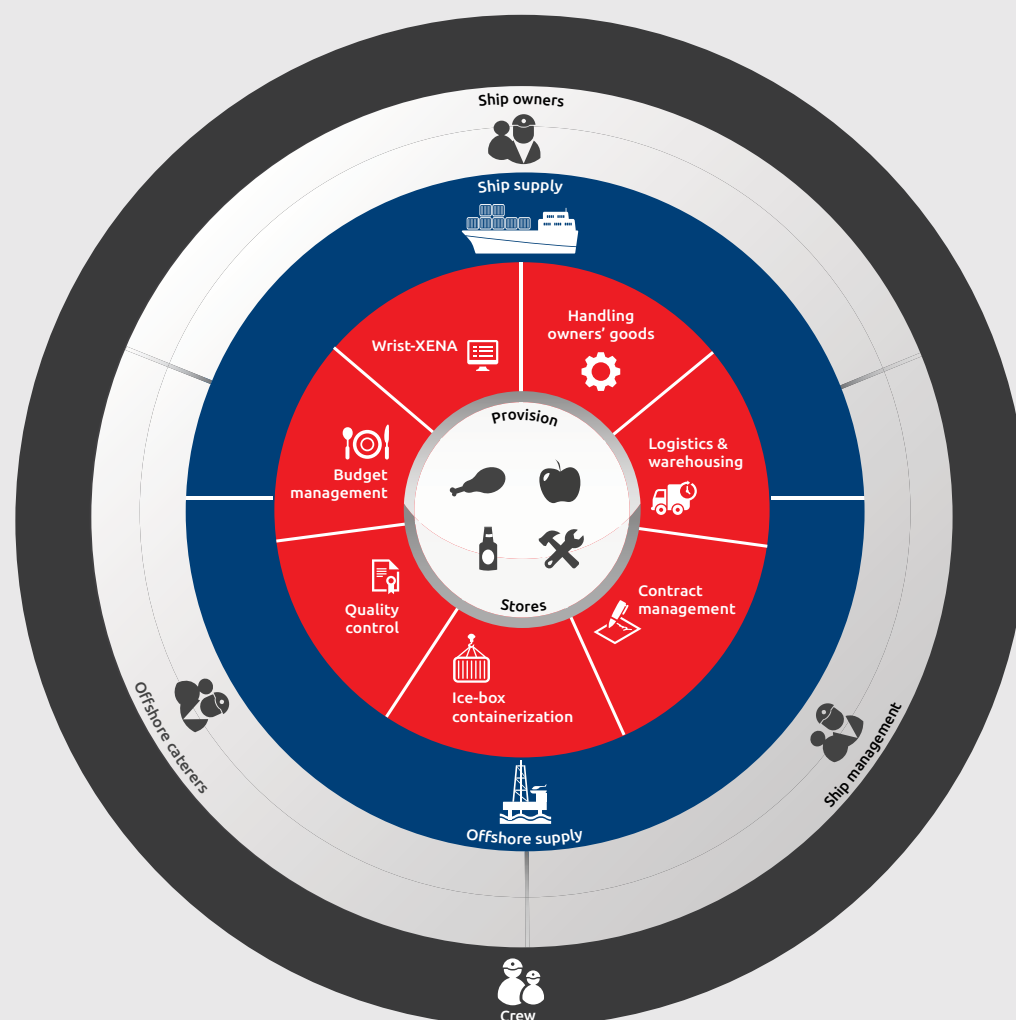 Ship owners
Ship supply
Handling
owners' goods
Wrist-XENA
Provision
Logistics &
warehousing
Budget
management
Contract
management
Quality
control
Stores
Ice-box
containerization
Offshore caterers
Ship management
Offshore supply
Crew